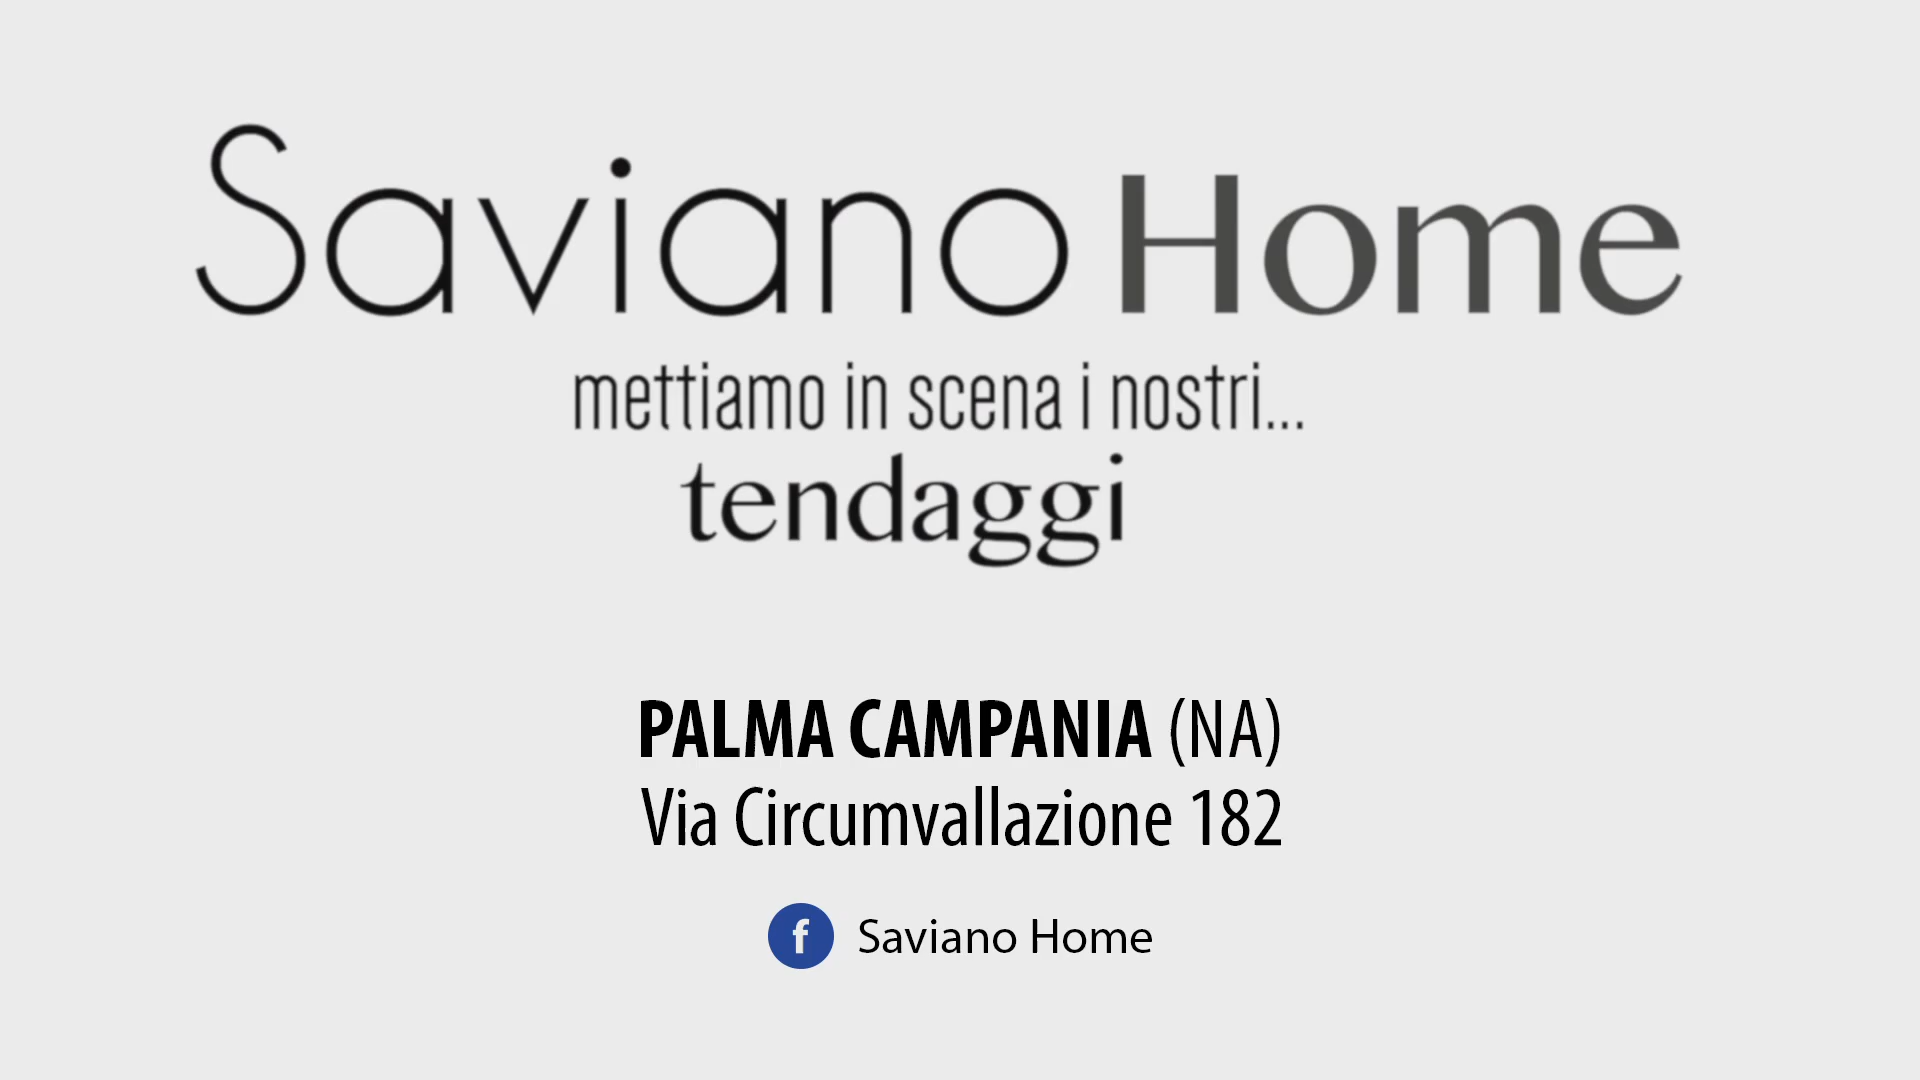 Saviano Home
mettiamo in scena i nostri...
tendaggi
PALMA CAMPANIA (NA)
Via Circumvallazione 182
f Saviano Home